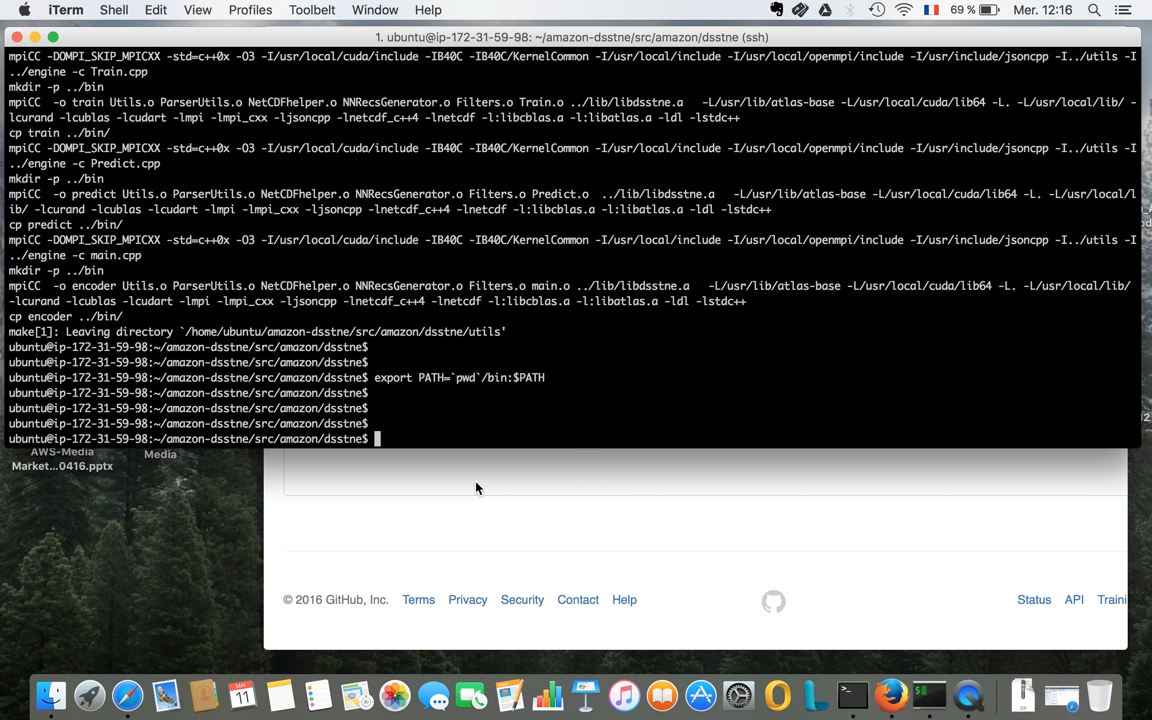 iTerm Shell Edit View Profiles Toolbelt Window Help 69 % Mer. 12:16
1. ubuntu@ip-172-31-59-98: ~/amazon-dsstne/src/amazon/dsstne (ssh)
mpiCC -DOMPI_SKIP_MPICXX -std=c++0x -O3 -I/usr/local/cuda/include -IB40C -IB40C/KernelCommon -I/usr/local/include -I/usr/local/openmpi/include -I/usr/include/jsoncpp -I../utils -I
../engine -c Train.cpp
mkdir -p ../bin
mpiCC -o train Utils.o ParserUtils.o NetCDFhelper.o NNRecsGenerator.o Filters.o Train.o ../lib/libdsstne.a -L/usr/lib/atlas-base -L/usr/local/cuda/lib64 -L. -L/usr/local/lib/ -
lcurand -lcublas -lcudart -lmpi -lmpi_cxx -ljsoncpp -lnetcdf_c++4 -lnetcdf -l:libcblas.a -l:libatlas.a -ldl -lstdc++
cp train ../bin/
mpiCC -DOMPI_SKIP_MPICXX -std=c++0x -O3 -I/usr/local/cuda/include -IB40C -IB40C/KernelCommon -I/usr/local/include -I/usr/local/openmpi/include -I/usr/include/jsoncpp -I../utils -I
../engine -c Predict.cpp
mkdir -p ../bin
mpiCC -o predict Utils.o ParserUtils.o NetCDFhelper.o NNRecsGenerator.o Filters.o Predict.o ../lib/libdsstne.a -L/usr/lib/atlas-base -L/usr/local/cuda/lib64 -L. -L/usr/local/l
ib/ -lcurand -lcublas -lcudart -lmpi -lmpi_cxx -ljsoncpp -lnetcdf_c++4 -lnetcdf -l:libcblas.a -l:libatlas.a -ldl -lstdc++
cp predict ../bin/
mpiCC -DOMPI_SKIP_MPICXX -std=c++0x -O3 -I/usr/local/cuda/include -IB40C -IB40C/KernelCommon -I/usr/local/include -I/usr/local/openmpi/include -I/usr/include/jsoncpp -I../utils -I
../engine -c main.cpp
mkdir -p ../bin
mpiCC -o encoder Utils.o ParserUtils.o NetCDFhelper.o NNRecsGenerator.o Filters.o main.o ../lib/libdsstne.a -L/usr/lib/atlas-base -L/usr/local/cuda/lib64 -L. -L/usr/local/lib/
-lcurand -lcublas -lcudart -lmpi -lmpi_cxx -ljsoncpp -lnetcdf_c++4 -lnetcdf -l:libcblas.a -l:libatlas.a -ldl -lstdc++
cp encoder ../bin/
make[1]: Leaving directory `/home/ubuntu/amazon-dsstne/src/amazon/dsstne/utils'
ubuntu@ip-172-31-59-98:~/amazon-dsstne/src/amazon/dsstne$
ubuntu@ip-172-31-59-98:~/amazon-dsstne/src/amazon/dsstne$
ubuntu@ip-172-31-59-98:~/amazon-dsstne/src/amazon/dsstne$ export PATH=`pwd`/bin:$PATH
ubuntu@ip-172-31-59-98:~/amazon-dsstne/src/amazon/dsstne$
ubuntu@ip-172-31-59-98:~/amazon-dsstne/src/amazon/dsstne$
ubuntu@ip-172-31-59-98:~/amazon-dsstne/src/amazon/dsstne$
ubuntu@ip-172-31-59-98:~/amazon-dsstne/src/amazon/dsstne$
AWS-Media
Market...0416.pptx
Media
© 2016 GitHub, Inc. Terms Privacy Security Contact Help Status API Traini
MAI
11